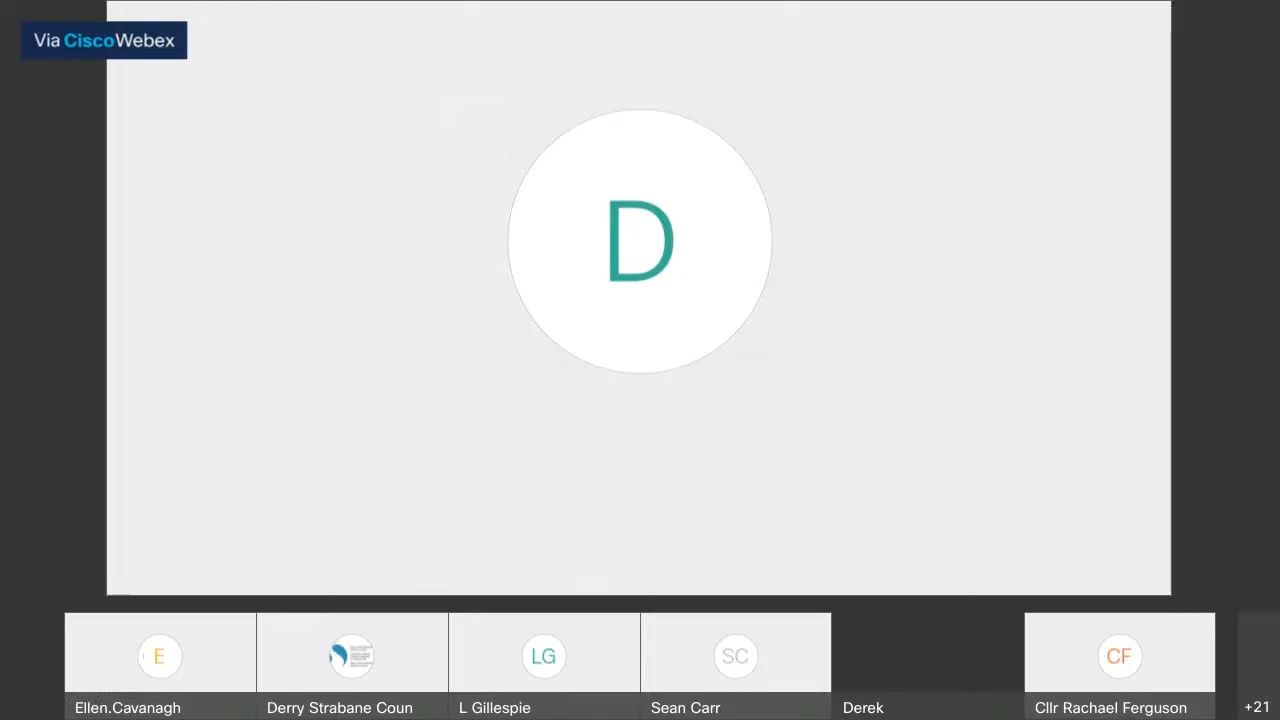 Via CiscoWebex
D
E
LG
SC
CF
Ellen.Cavanagh
Derry Strabane Coun
L Gillespie
Sean Carr
Derek
Cllr Rachael Ferguson
+21